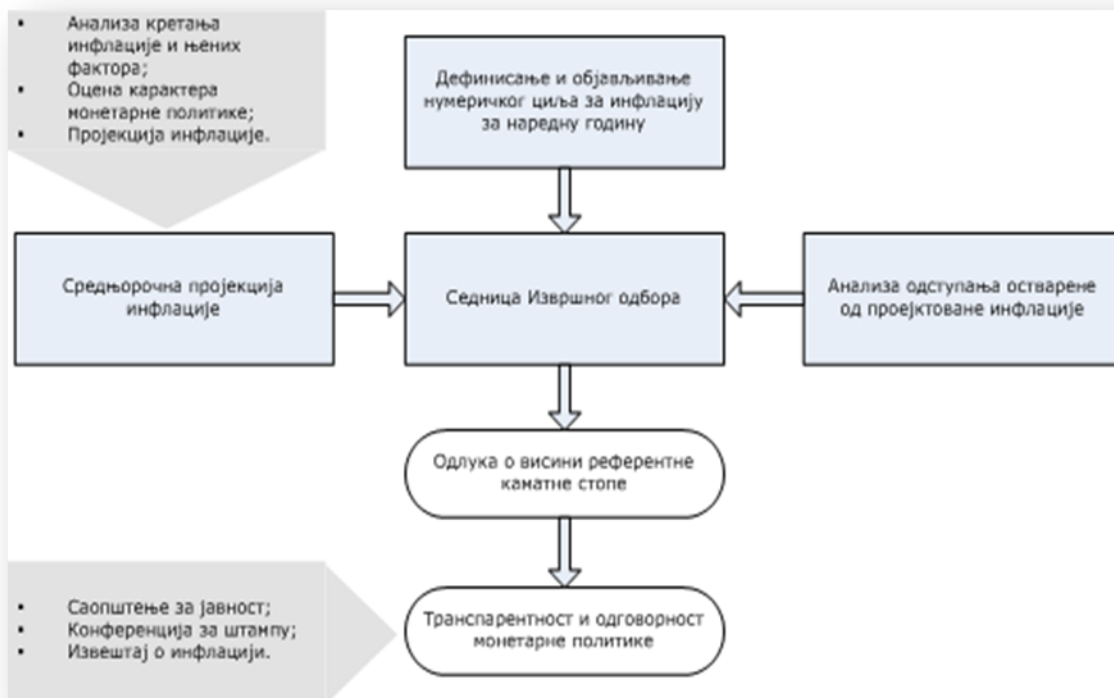 ▪ Анализа кретања
инфлације и њених
фактора;
▪ Оцена карактера
монетарне политике;
▪ Пројекција инфлације.
Дефинисање и објављивање
нумеричког циља за инфлацију
за наредну годину
Средњорочна пројекција
инфлације
Седница Извршног одбора
Анализа одступања остварене
од проејктоване инфлације
Одлука о висини референтне
каматне стопе
▪ Саопштење за јавност;
▪ Конференција за штампу;
▪ Извештај о инфлацији.
Транспарентност и одговорност
монетарне политике